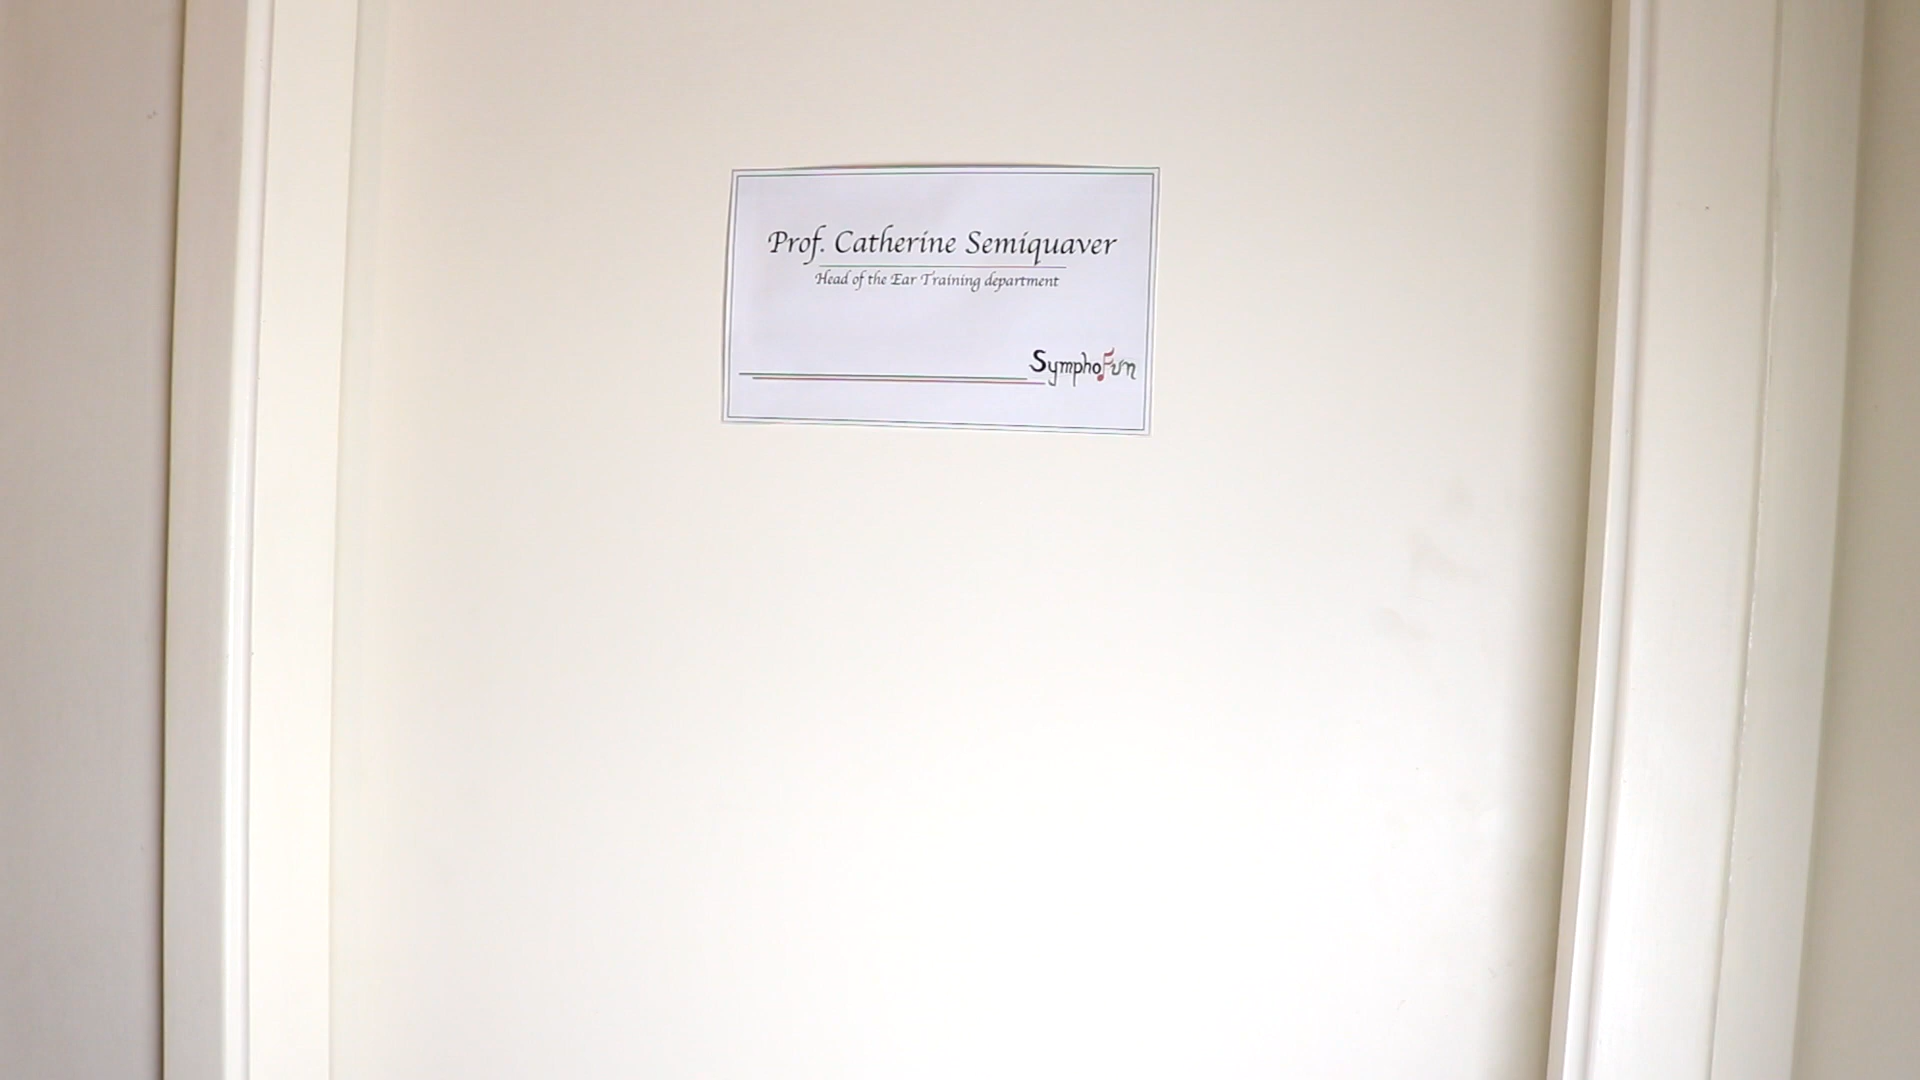 Prof. Catherine Semiquaver
Head of the Ear Training department
SymphoFun